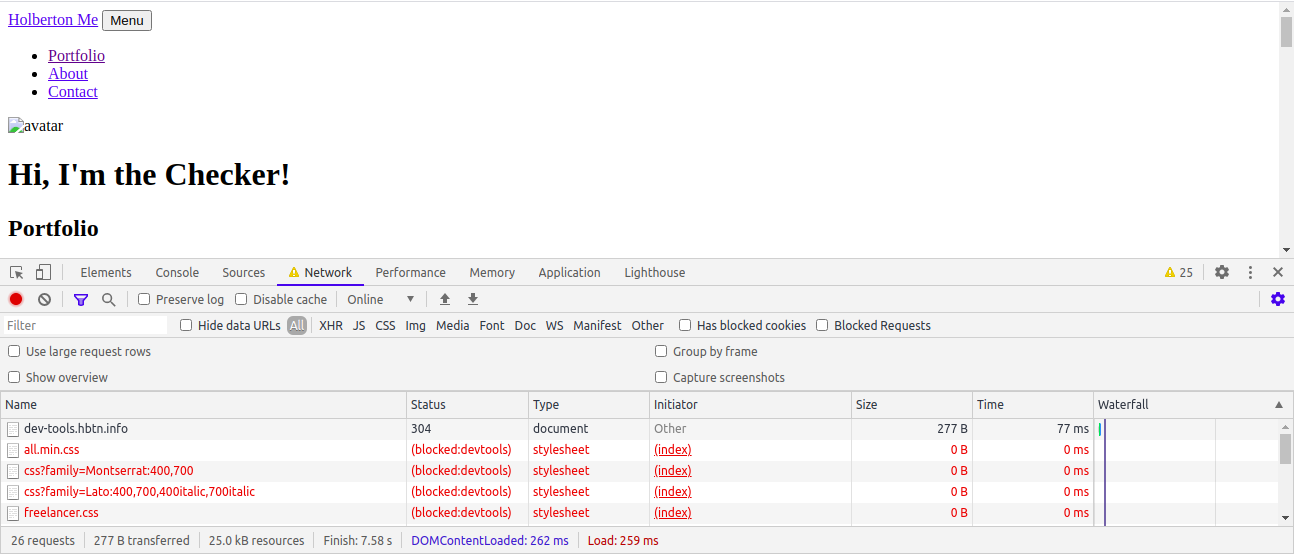 Holberton Me Menu
Portfolio
About
Contact
avatar
Hi, I'm the Checker!
Portfolio
Elements Console Sources Network Performance Memory Application Lighthouse 25
Preserve log Disable cache Online
Filter Hide data URLs All XHR JS CSS Img Media Font Doc WS Manifest Other Has blocked cookies Blocked Requests
Use large request rows Group by frame
Show overview Capture screenshots
Name Status Type Initiator Size Time Waterfall
dev-tools.hbtn.info 304 document Other 277 B 77 ms
all.min.css (blocked:devtools) stylesheet (index) 0 B 0 ms
css?family=Montserrat:400,700 (blocked:devtools) stylesheet (index) 0 B 0 ms
css?family=Lato:400,700,400italic,700italic (blocked:devtools) stylesheet (index) 0 B 0 ms
freelancer.css (blocked:devtools) stylesheet (index) 0 B 0 ms
26 requests 277 B transferred 25.0 kB resources Finish: 7.58 s DOMContentLoaded: 262 ms Load: 259 ms